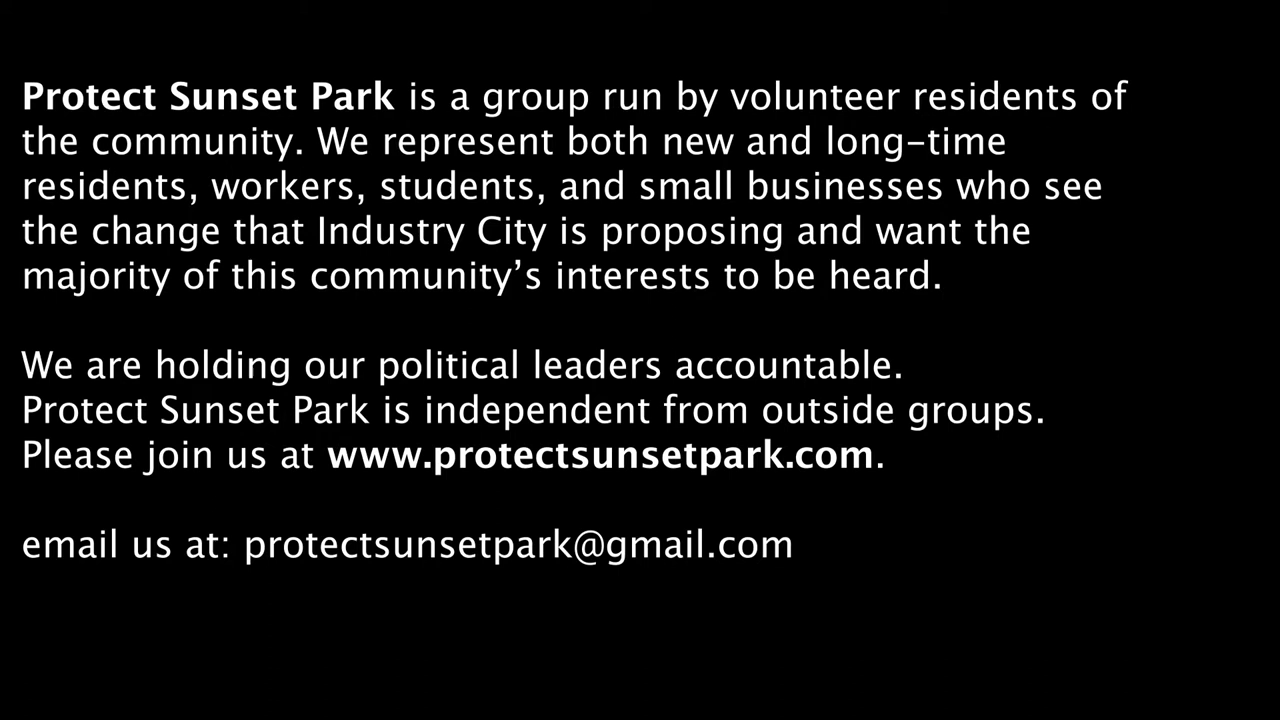 Protect Sunset Park is a group run by volunteer residents of
the community. We represent both new and long-time
residents, workers, students, and small businesses who see
the change that Industry City is proposing and want the
majority of this community’s interests to be heard.
We are holding our political leaders accountable.
Protect Sunset Park is independent from outside groups.
Please join us at www.protectsunsetpark.com.
email us at: protectsunsetpark@gmail.com